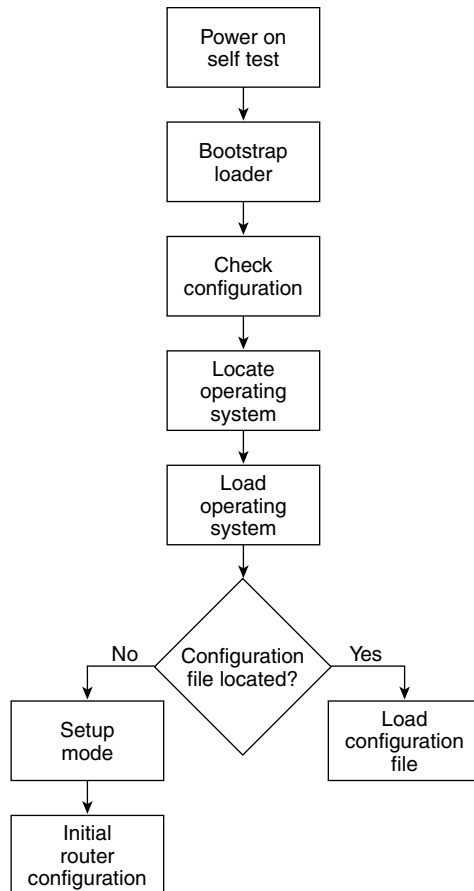 Power on
self test
Bootstrap
loader
Check
configuration
Locate
operating
system
Load
operating
system
No
Configuration
file located?
Yes
Setup
mode
Load
configuration
file
Initial
router
configuration